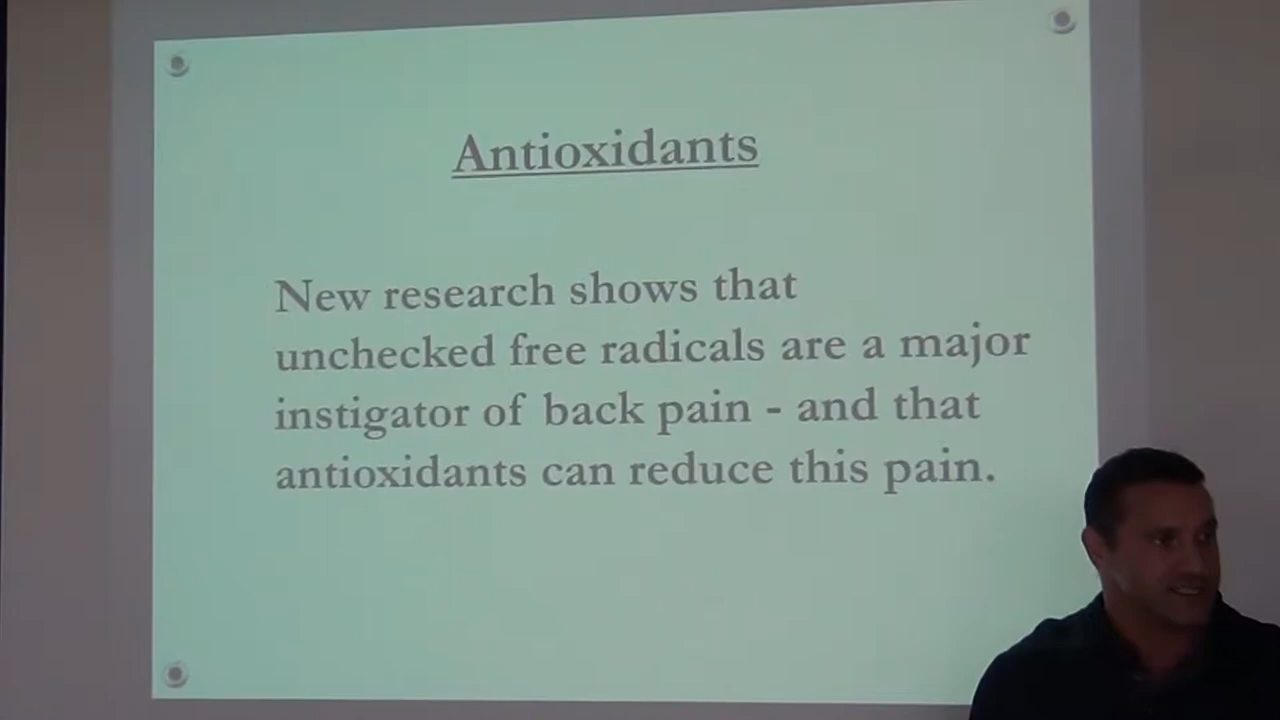 Antioxidants
New research shows that
unchecked free radicals are a major
instigator of back pain - and that
antioxidants can reduce this pain.